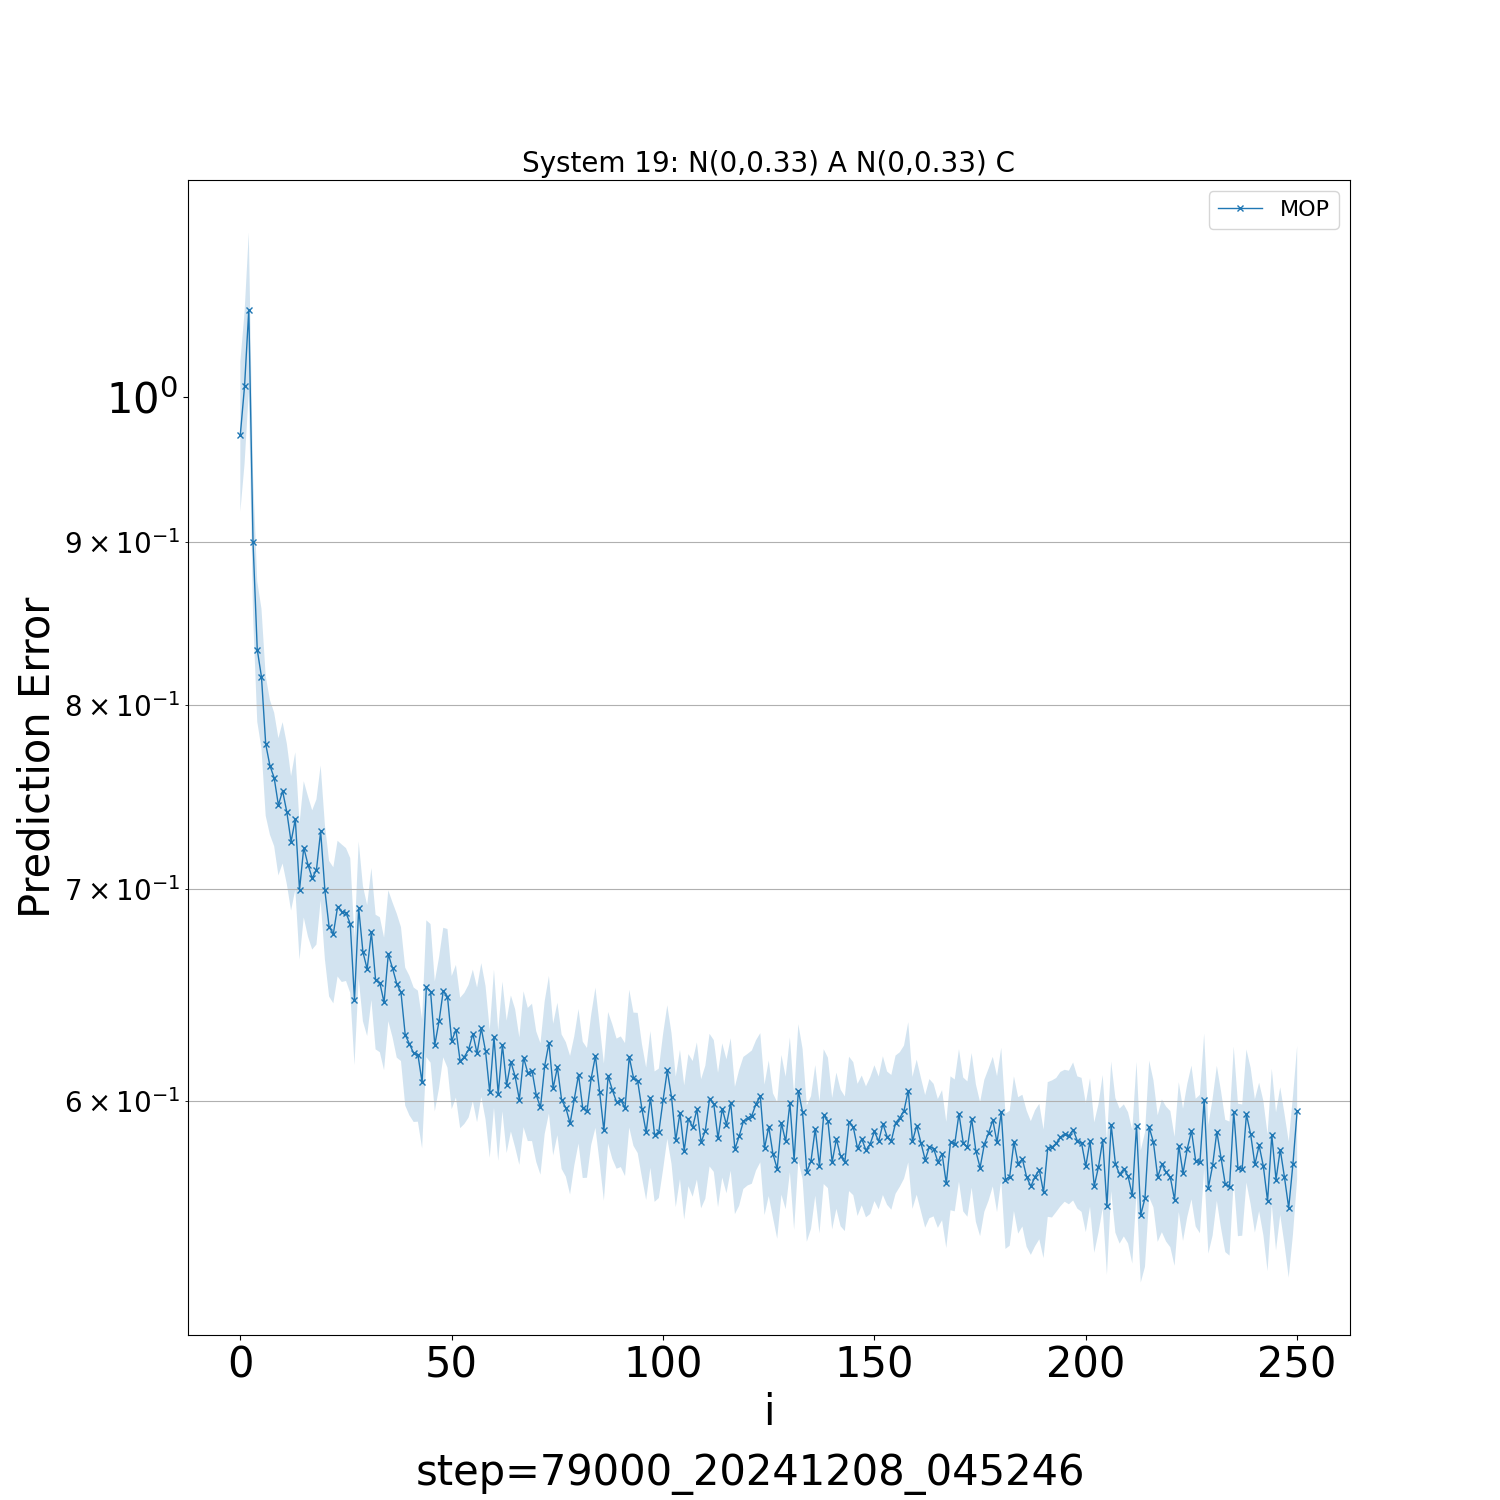 System 19: N(0,0.33) A N(0,0.33) C
MOP
Prediction Error
10⁰
9 × 10⁻¹
8 × 10⁻¹
7 × 10⁻¹
6 × 10⁻¹
0 50 100 150 200 250
i
step=79000_20241208_045246